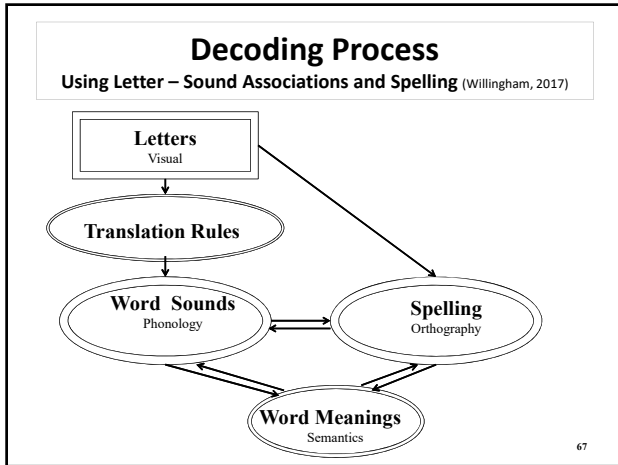 Decoding Process
Using Letter – Sound Associations and Spelling (Willingham, 2017)
Letters
Visual
Translation Rules
Word Sounds
Phonology
Spelling
Orthography
Word Meanings
Semantics
67